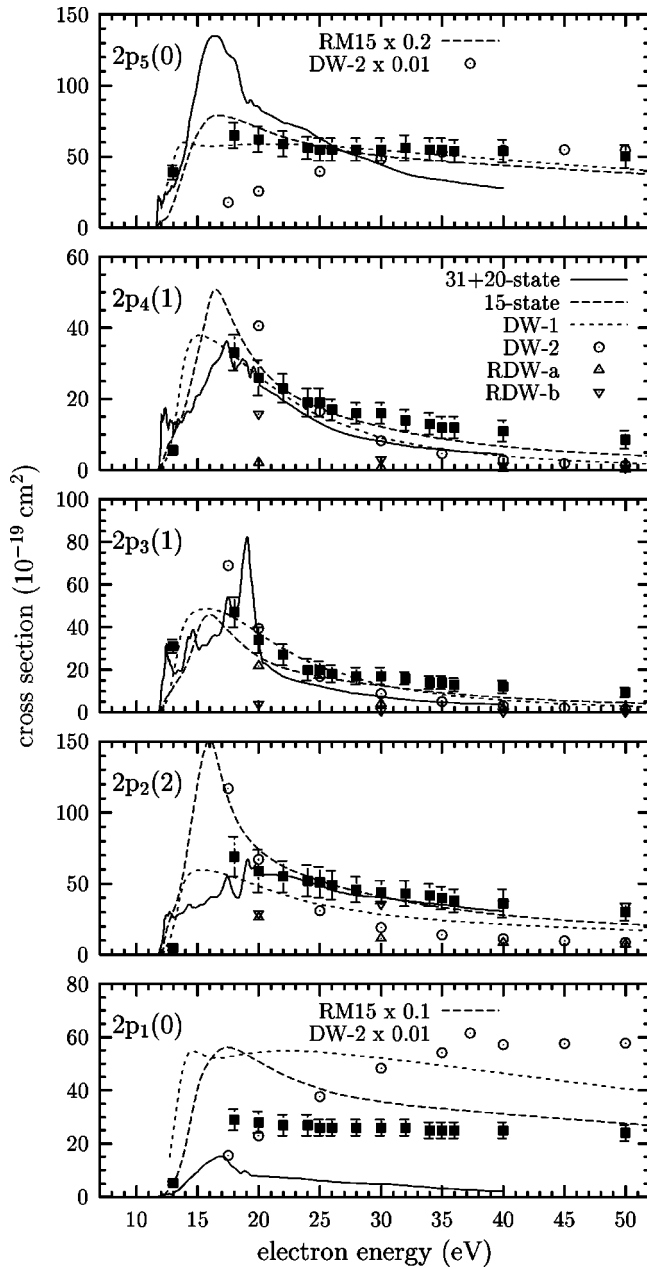 150
100
50
0
2p₅(0)
RM15 x 0.2
DW-2 x 0.01
60
40
20
0
2p₄(1)
31+20-state
15-state
DW-1
DW-2
RDW-a
RDW-b
100
80
60
40
20
0
2p₃(1)
150
100
50
0
2p₂(2)
80
60
40
20
0
2p₁(0)
RM15 x 0.1
DW-2 x 0.01
10 15 20 25 30 35 40 45 50
electron energy (eV)
cross section (10⁻¹⁹ cm²)